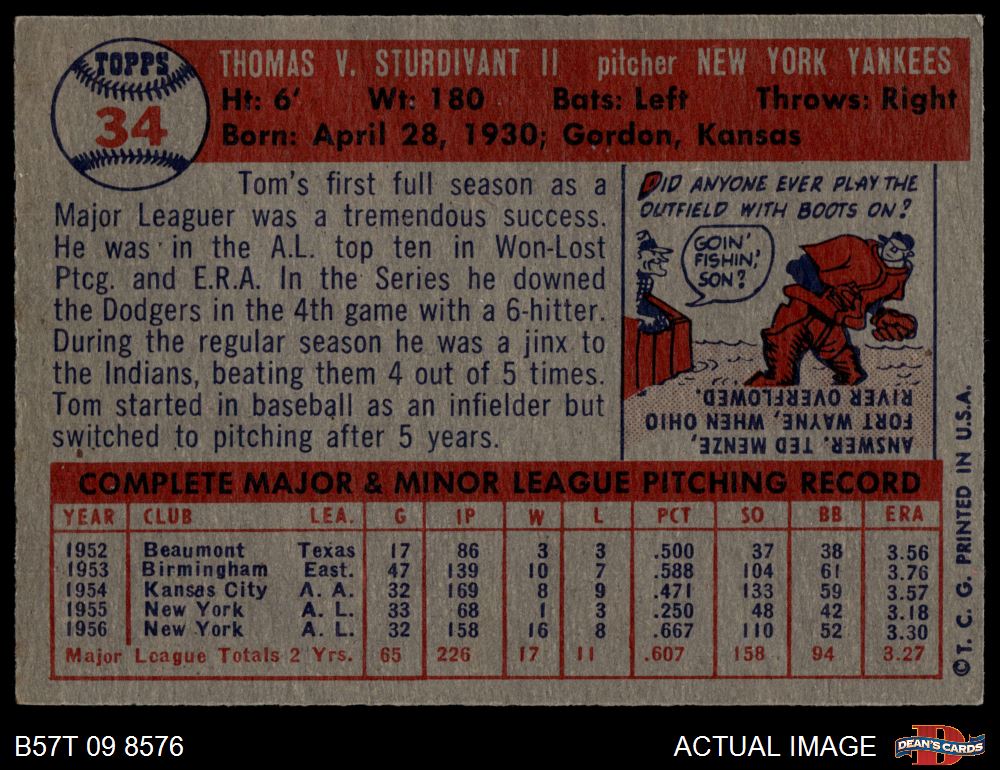 TOPPS
34
THOMAS V. STURDIVANT II pitcher NEW YORK YANKEES
Ht: 6' Wt: 180 Bats: Left Throws: Right
Born: April 28, 1930; Gordon, Kansas
Tom's first full season as a
Major Leaguer was a tremendous success.
He was in the A.L. top ten in Won-Lost
Ptcg. and E.R.A. In the Series he downed
the Dodgers in the 4th game with a 6-hitter.
During the regular season he was a jinx to
the Indians, beating them 4 out of 5 times.
Tom started in baseball as an infielder but
switched to pitching after 5 years.
DID ANYONE EVER PLAY THE
OUTFIELD WITH BOOTS ON?
GOIN'
FISHIN',
SON?
ANSWER: TED MENZE,
FORT WAYNE, WHEN OHIO
RIVER OVERFLOWED.
COMPLETE MAJOR & MINOR LEAGUE PITCHING RECORD
YEAR CLUB LEA. G IP W L PCT SO BB ERA
1952 Beaumont Texas 17 86 3 3 .500 37 38 3.56
1953 Birmingham East. 47 139 10 7 .588 104 61 3.76
1954 Kansas City A. A. 32 169 8 9 .471 133 59 3.57
1955 New York A. L. 33 68 1 3 .250 48 42 3.18
1956 New York A. L. 32 158 16 8 .667 110 52 3.30
Major League Totals 2 Yrs. 65 226 17 11 .607 158 94 3.27
© T. C. G. PRINTED IN U.S.A.
B57T 09 8576
ACTUAL IMAGE
DEAN'S CARDS